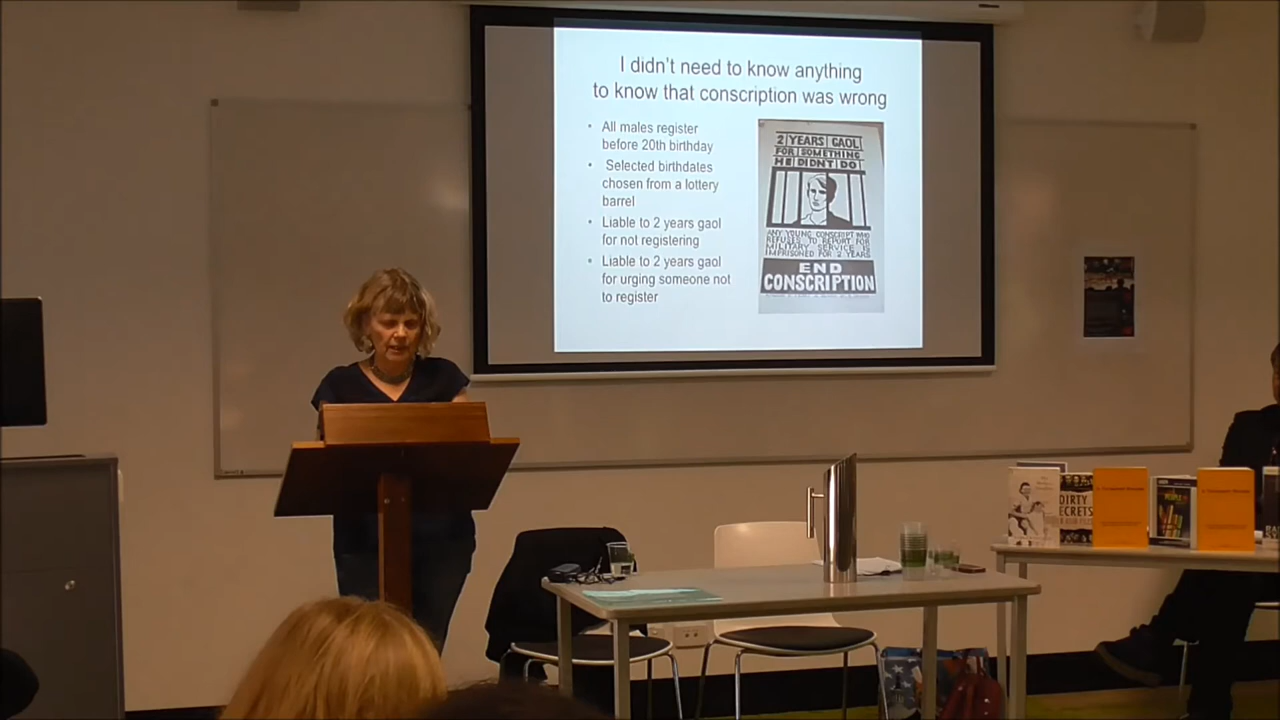 I didn't need to know anything
to know that conscription was wrong
• All males register
before 20th birthday
• Selected birthdates
chosen from a lottery
barrel
• Liable to 2 years gaol
for not registering
• Liable to 2 years gaol
for urging someone not
to register
2 YEARS GAOL
FOR SOMETHING
HE DIDNT DO
ANY YOUNG CONSCRIPT WHO
REFUSES TO REPORT FOR
MILITARY SERVICE IS
IMPRISONED FOR 2 YEARS
END
CONSCRIPTION
DIRTY
SECRETS